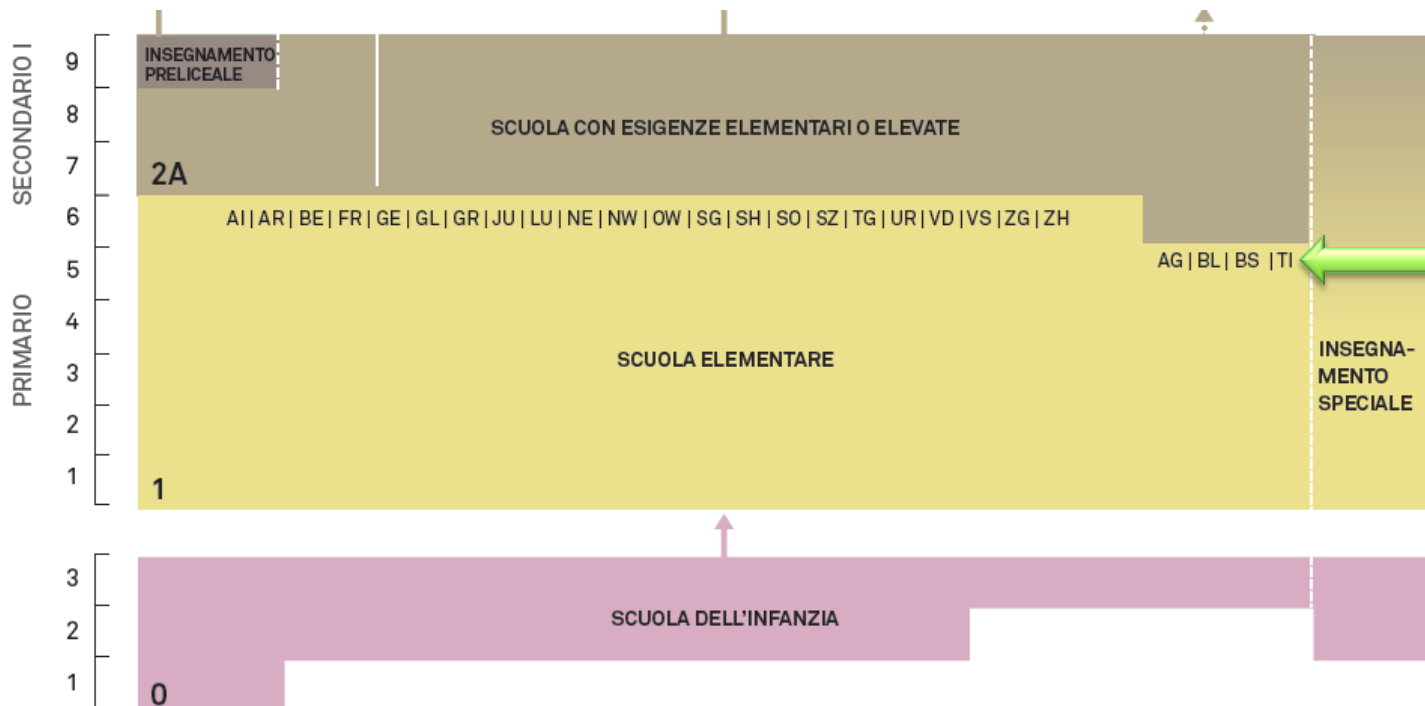 SECONDARIO I
9
8
7
INSEGNAMENTO
PRELICEALE
SCUOLA CON ESIGENZE ELEMENTARI O ELEVATE
2A
PRIMARIO
6
5
4
3
2
1
AI | AR | BE | FR | GE | GL | GR | JU | LU | NE | NW | OW | SG | SH | SO | SZ | TG | UR | VD | VS | ZG | ZH
AG | BL | BS | TI
SCUOLA ELEMENTARE
INSEGNA-
MENTO
SPECIALE
1
3
2
1
SCUOLA DELL'INFANZIA
0